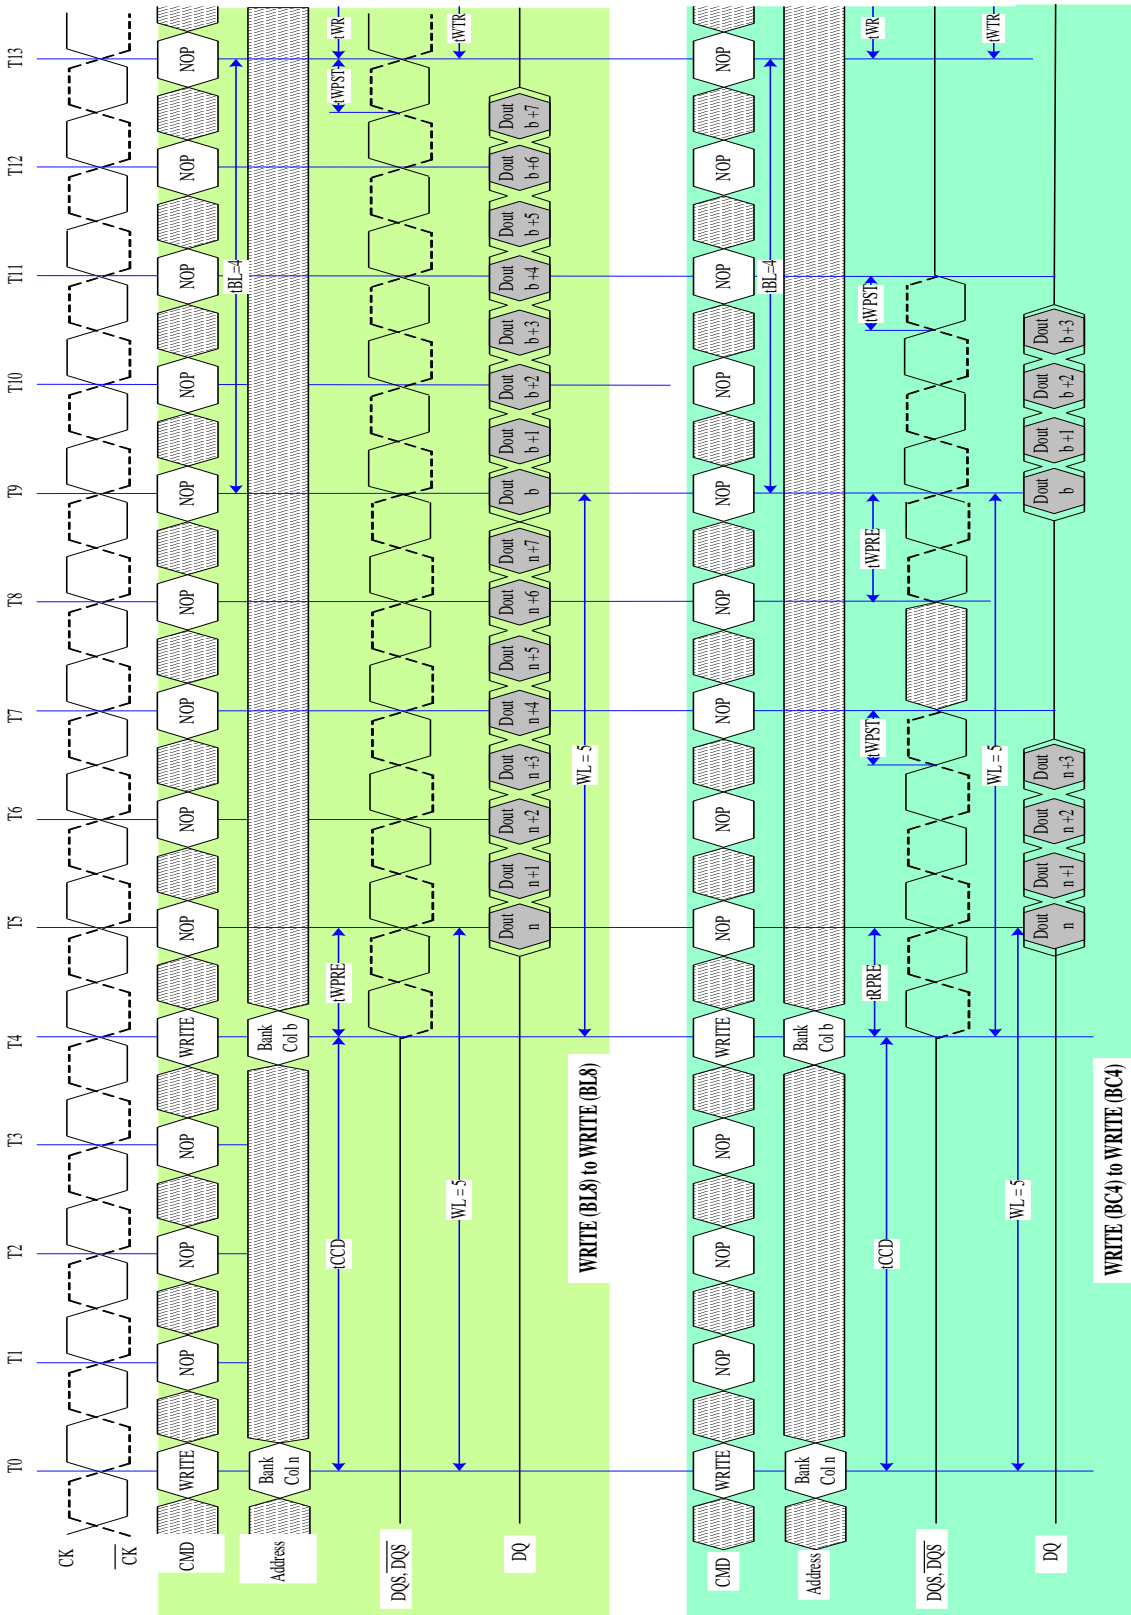 T0 T1 T2 T3 T4 T5 T6 T7 T8 T9 T10 T11 T12 T13
CK
CK
CMD WRITE NOP NOP NOP WRITE NOP NOP NOP NOP NOP NOP NOP NOP NOP
tBL=4
Address Bank Col n Bank Col b
tCCD tWPRE tWPST tWR
DQS, DQS
WL = 5 tWTR
DQ Dout n Dout n+1 Dout n+2 Dout n+3 Dout n+4 Dout n+5 Dout n+6 Dout n+7 Dout b Dout b+1 Dout b+2 Dout b+3 Dout b+4 Dout b+5 Dout b+6 Dout b+7
WL = 5
WRITE (BL8) to WRITE (BL8)
CMD WRITE NOP NOP NOP WRITE NOP NOP NOP NOP NOP NOP NOP NOP NOP
tBL=4
Address Bank Col n Bank Col b
tCCD tRPRE tWPST tWPRE tWPST tWR
DQS, DQS
WL = 5
WL = 5 tWTR
DQ Dout n Dout n+1 Dout n+2 Dout n+3 Dout b Dout b+1 Dout b+2 Dout b+3
WRITE (BC4) to WRITE (BC4)